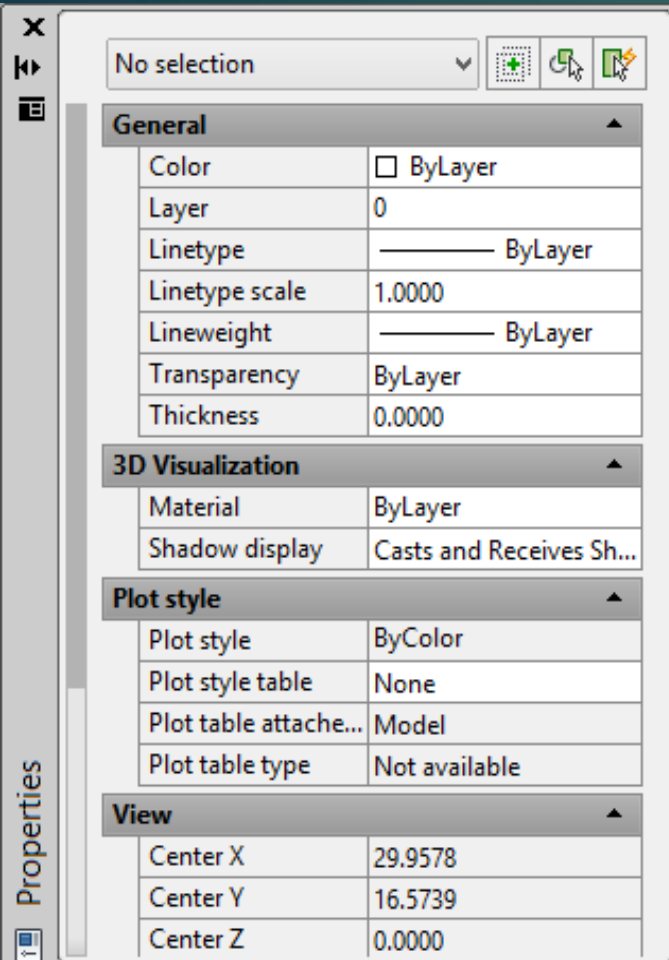 No selection
General
Color ByLayer
Layer 0
Linetype ByLayer
Linetype scale 1.0000
Lineweight ByLayer
Transparency ByLayer
Thickness 0.0000
3D Visualization
Material ByLayer
Shadow display Casts and Receives Sh...
Plot style
Plot style ByColor
Plot style table None
Plot table attache... Model
Plot table type Not available
View
Center X 29.9578
Center Y 16.5739
Center Z 0.0000
Properties